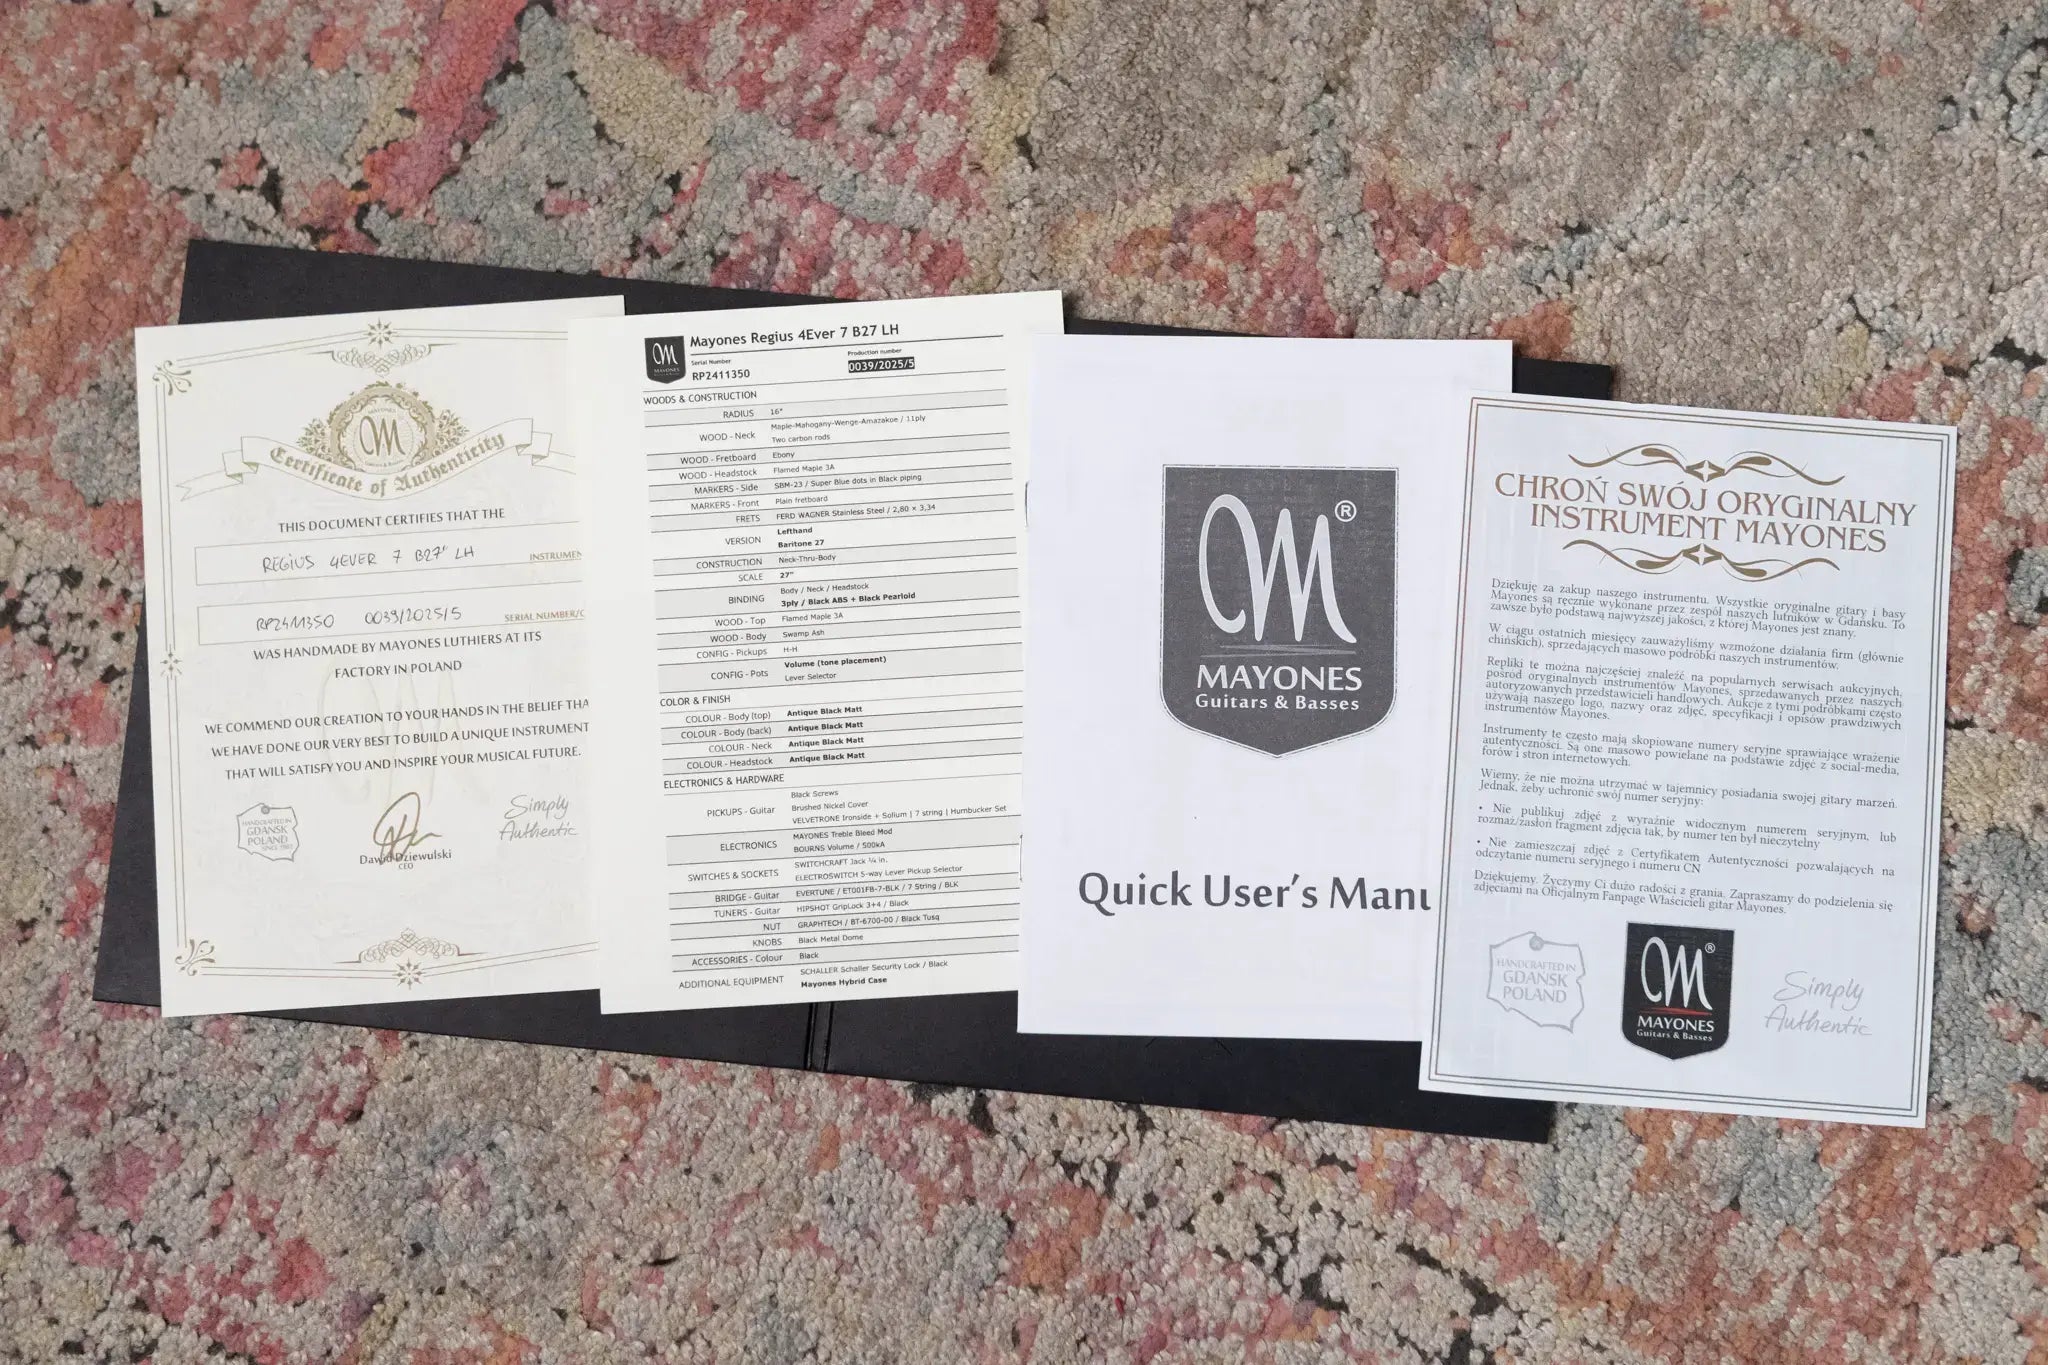 MAYONES
M
Guitars & Basses
Certificate of Authenticity
THIS DOCUMENT CERTIFIES THAT THE
REGIUS 4EVER 7 B27" LH
INSTRUMEN
RP2411350 0039/2025/5
SERIAL NUMBER/C
WAS HANDMADE BY MAYONES LUTHIERS AT ITS
FACTORY IN POLAND
WE COMMEND OUR CREATION TO YOUR HANDS IN THE BELIEF THA
WE HAVE DONE OUR VERY BEST TO BUILD A UNIQUE INSTRUMENT
THAT WILL SATISFY YOU AND INSPIRE YOUR MUSICAL FUTURE.
HANDCRAFTED IN
GDAŃSK
POLAND
SINCE 1982
Dawid Dziewulski
CEO
Simply
Authentic
M
MAYONES
Mayones Regius 4Ever 7 B27 LH
Serial Number
RP2411350
Production number
0039/2025/5
WOODS & CONSTRUCTION
RADIUS 16"
WOOD - Neck Maple-Mahogany-Wenge-Amazakoe / 11ply
Two carbon rods
WOOD - Fretboard Ebony
WOOD - Headstock Flamed Maple 3A
MARKERS - Side SBM-23 / Super Blue dots in Black piping
MARKERS - Front Plain fretboard
FRETS FERD WAGNER Stainless Steel / 2,80 × 3,34
VERSION Lefthand
Baritone 27
CONSTRUCTION Neck-Thru-Body
SCALE 27"
BINDING Body / Neck / Headstock
3ply / Black ABS + Black Pearloid
WOOD - Top Flamed Maple 3A
WOOD - Body Swamp Ash
CONFIG - Pickups H-H
CONFIG - Pots Volume (tone placement)
Lever Selector
COLOR & FINISH
COLOUR - Body (top) Antique Black Matt
COLOUR - Body (back) Antique Black Matt
COLOUR - Neck Antique Black Matt
COLOUR - Headstock Antique Black Matt
ELECTRONICS & HARDWARE
PICKUPS - Guitar Black Screws
Brushed Nickel Cover
VELVETRONE Ironside + Solium | 7 string | Humbucker Set
ELECTRONICS MAYONES Treble Bleed Mod
BOURNS Volume / 500kA
SWITCHES & SOCKETS SWITCHCRAFT Jack ¼ in.
ELECTROSWITCH 5-way Lever Pickup Selector
BRIDGE - Guitar EVERTUNE / ET001FB-7-BLK / 7 String / BLK
TUNERS - Guitar HIPSHOT GripLock 3+4 / Black
NUT GRAPHTECH / BT-6700-00 / Black Tusq
KNOBS Black Metal Dome
ACCESSORIES - Colour Black
ADDITIONAL EQUIPMENT SCHALLER Schaller Security Lock / Black
Mayones Hybrid Case
M®
MAYONES
Guitars & Basses
Quick User's Manu
CHROŃ SWÓJ ORYGINALNY
INSTRUMENT MAYONES
Dziękuję za zakup naszego instrumentu. Wszystkie oryginalne gitary i basy
Mayones są ręcznie wykonane przez zespół naszych lutników w Gdańsku. To
zawsze było podstawą najwyższej jakości, z której Mayones jest znany.
W ciągu ostatnich miesięcy zauważyliśmy wzmożone działania firm (głównie
chińskich), sprzedających masowo podróbki naszych instrumentów.
Repliki te można najczęściej znaleźć na popularnych serwisach aukcyjnych,
pośród oryginalnych instrumentów Mayones, sprzedawanych przez naszych
autoryzowanych przedstawicieli handlowych. Aukcje z tymi podróbkami często
używają naszego logo, nazwy oraz zdjęć, specyfikacji i opisów prawdziwych
instrumentów Mayones.
Instrumenty te często mają skopiowane numery seryjne sprawiające wrażenie
autentyczności. Są one masowo powielane na podstawie zdjęć z social-media,
forów i stron internetowych.
Wiemy, że nie można utrzymać w tajemnicy posiadania swojej gitary marzeń.
Jednak, żeby uchronić swój numer seryjny:
• Nie publikuj zdjęć z wyraźnie widocznym numerem seryjnym, lub
rozmaż/zasłoń fragment zdjęcia tak, by numer ten był nieczytelny
• Nie zamieszczaj zdjęć z Certyfikatem Autentyczności pozwalających na
odczytanie numeru seryjnego i numeru CN
Dziękujemy. Życzymy Ci dużo radości z grania. Zapraszamy do podzielenia się
zdjęciami na Oficjalnym Fanpage Właścicieli gitar Mayones.
HANDCRAFTED IN
GDAŃSK
POLAND
M®
MAYONES
Guitars & Basses
Simply
Authentic